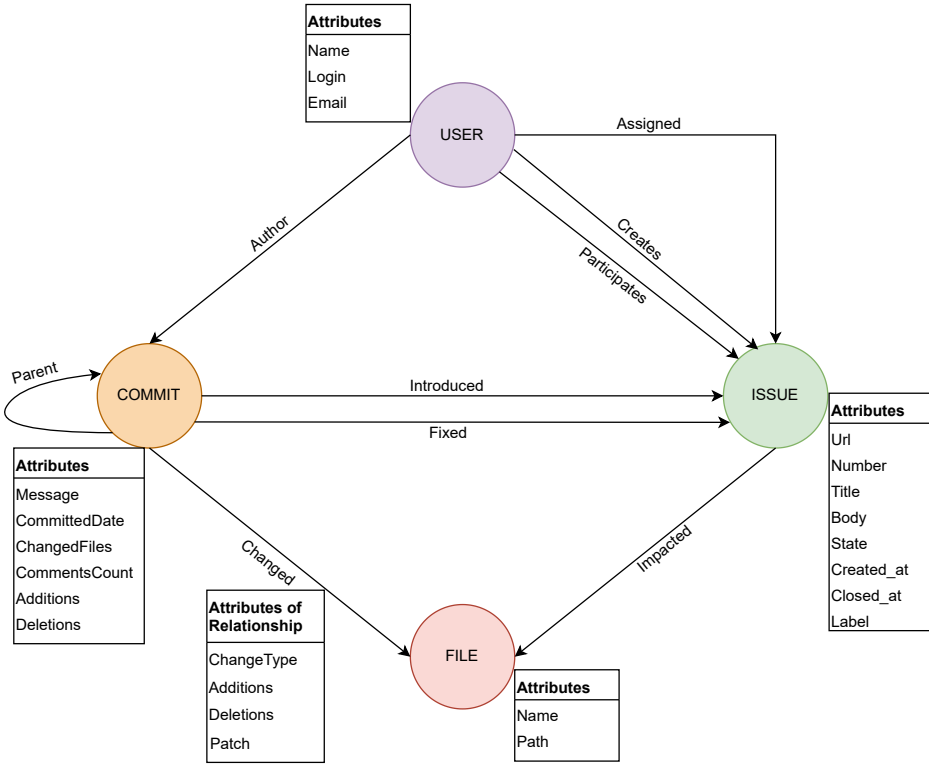 Attributes
Name
Login
Email
USER
Assigned
Author
Creates
Participates
Parent
COMMIT
Introduced
Fixed
ISSUE
Attributes
Url
Number
Title
Body
State
Created_at
Closed_at
Label
Attributes
Message
CommittedDate
ChangedFiles
CommentsCount
Additions
Deletions
Changed
Impacted
Attributes of
Relationship
ChangeType
Additions
Deletions
Patch
FILE
Attributes
Name
Path